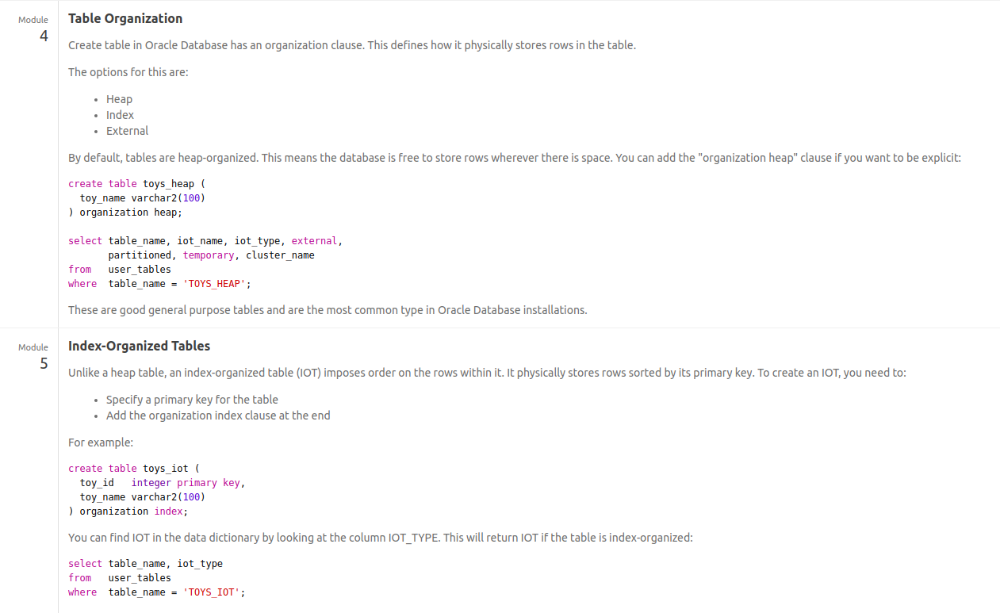 Module
4
Table Organization
Create table in Oracle Database has an organization clause. This defines how it physically stores rows in the table.
The options for this are:
• Heap
• Index
• External
By default, tables are heap-organized. This means the database is free to store rows wherever there is space. You can add the "organization heap" clause if you want to be explicit:
create table toys_heap (
  toy_name varchar2(100)
) organization heap;
select table_name, iot_name, iot_type, external,
       partitioned, temporary, cluster_name
from   user_tables
where  table_name = 'TOYS_HEAP';
These are good general purpose tables and are the most common type in Oracle Database installations.
Module
5
Index-Organized Tables
Unlike a heap table, an index-organized table (IOT) imposes order on the rows within it. It physically stores rows sorted by its primary key. To create an IOT, you need to:
• Specify a primary key for the table
• Add the organization index clause at the end
For example:
create table toys_iot (
  toy_id   integer primary key,
  toy_name varchar2(100)
) organization index;
You can find IOT in the data dictionary by looking at the column IOT_TYPE. This will return IOT if the table is index-organized:
select table_name, iot_type
from   user_tables
where  table_name = 'TOYS_IOT';